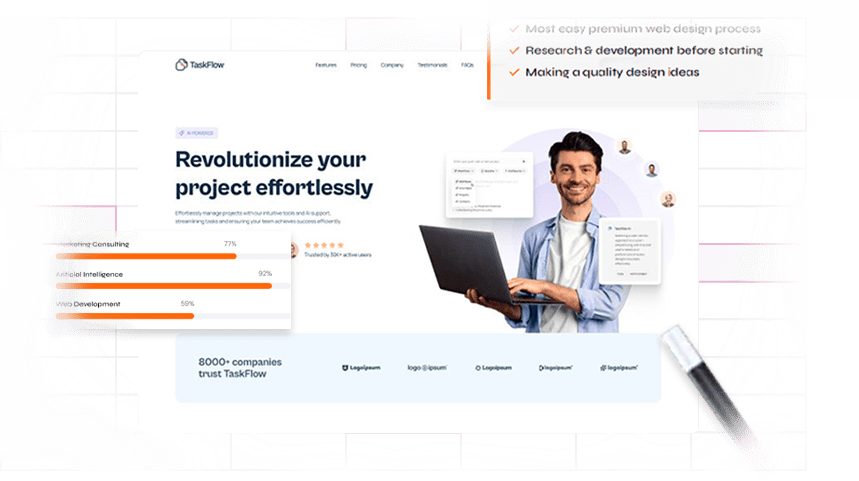 Most easy premium web design process
Research & development before starting
Making a quality design ideas
TaskFlow
Features
Pricing
Company
Testimonials
FAQs
AI POWERED
Revolutionize your
project effortlessly
Effortlessly manage projects with our intuitive tools and AI support,
streamlining tasks and ensuring your team achieves success efficiently.
Trusted by 30K+ active users
Marketing Consulting
77%
Artificial Intelligence
92%
Web Development
59%
8000+ companies
trust TaskFlow
Logoipsum
logo ipsum
Logoipsum
logoipsum
logoipsum